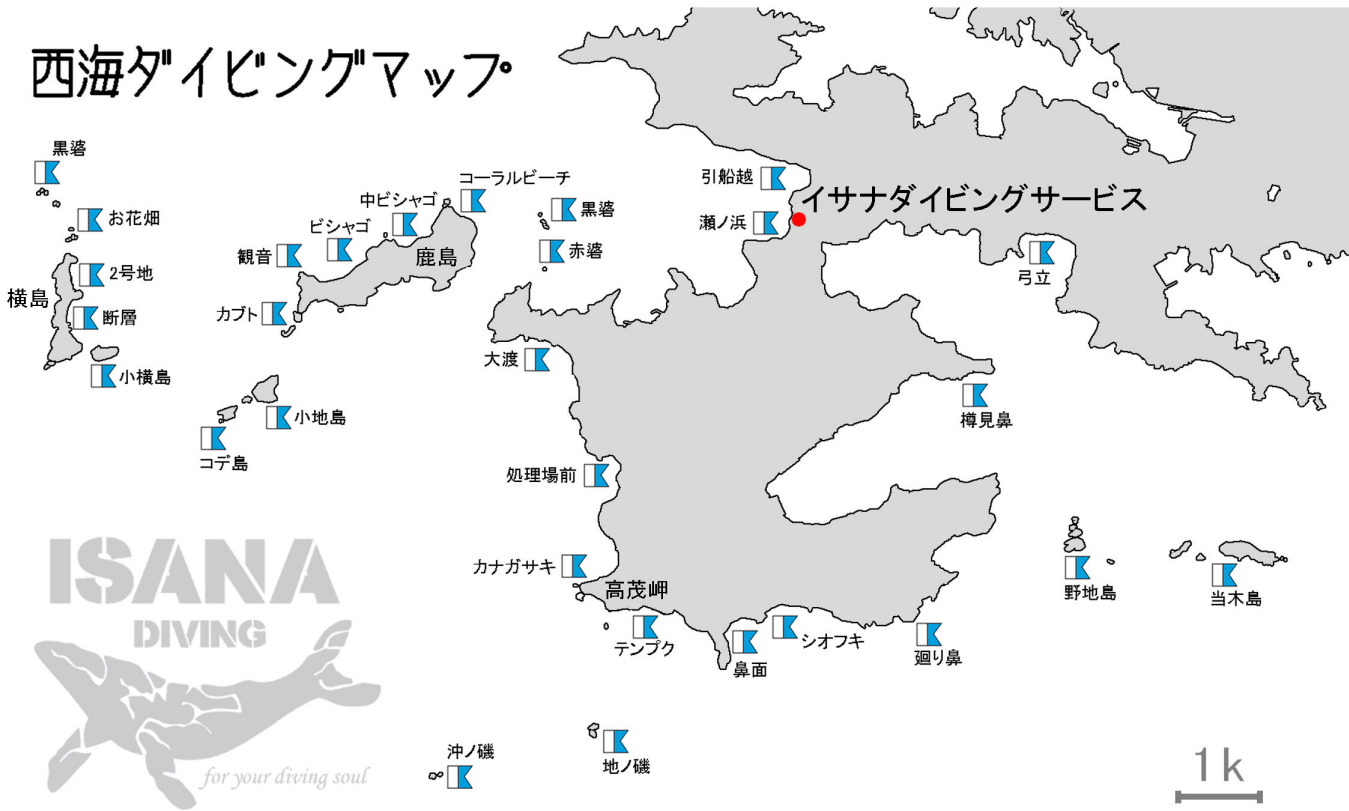 西海ダイビングマップ
黒婆
お花畑
2号地
横島
断層
小横島
コーラルビーチ
中ビシャゴ
ビシャゴ
観音
鹿島
カブト
小地島
コデ島
黒婆
赤婆
引船越
イサナダイビングサービス
瀬ノ浜
弓立
大渡
樽見鼻
処理場前
カナガサキ
高茂岬
テンプク
鼻面
シオフキ
廻り鼻
野地島
当木島
沖ノ磯
地ノ磯
ISANA
DIVING
for your diving soul
1k